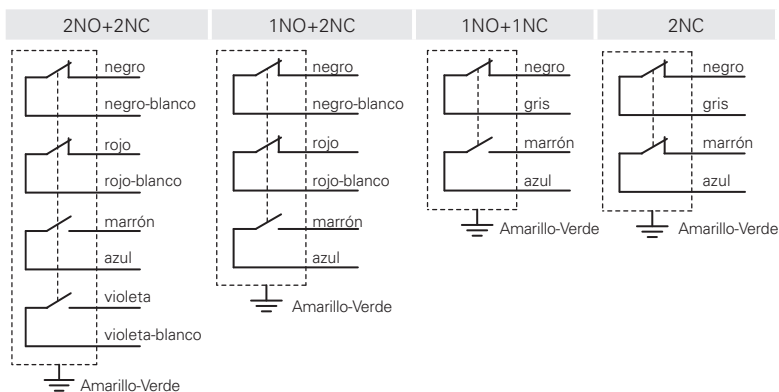 2NO+2NC
negro
negro-blanco
rojo
rojo-blanco
marrón
azul
violeta
violeta-blanco
Amarillo-Verde
1NO+2NC
negro
negro-blanco
rojo
rojo-blanco
marrón
azul
Amarillo-Verde
1NO+1NC
negro
gris
marrón
azul
Amarillo-Verde
2NC
negro
gris
marrón
azul
Amarillo-Verde